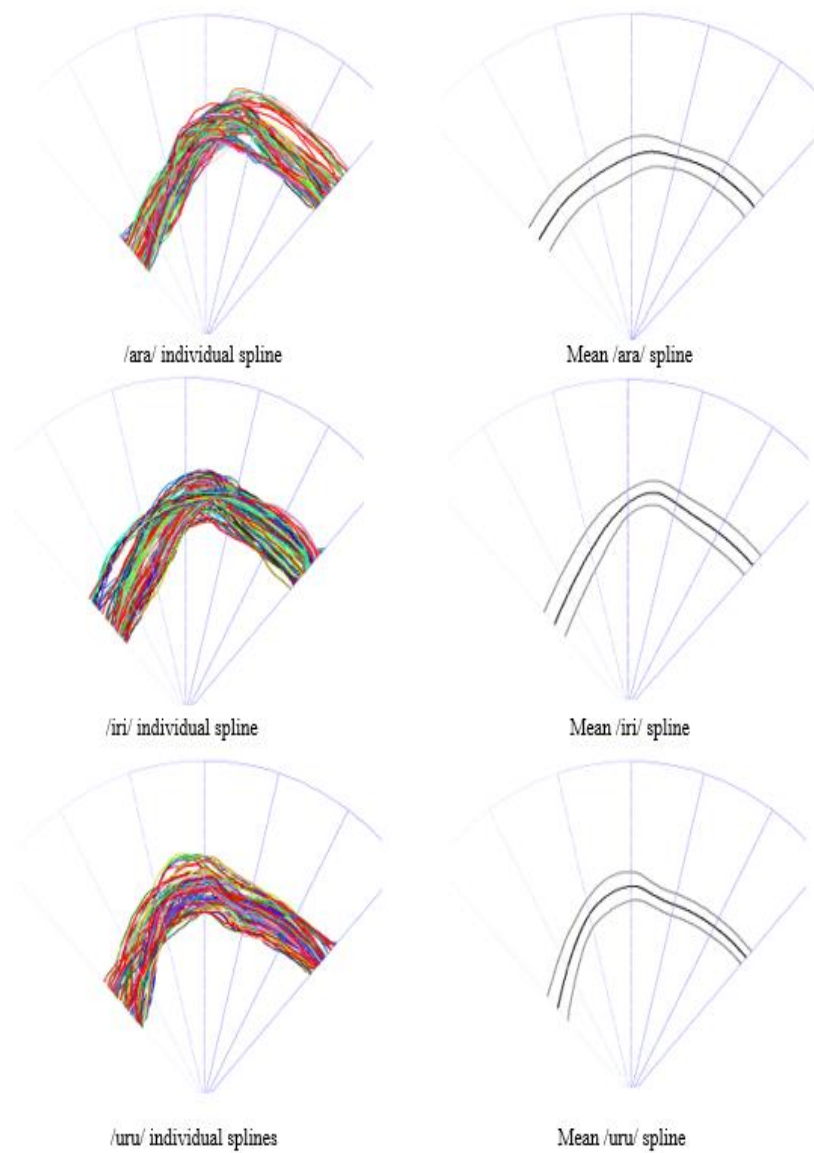 /ara/ individual spline
Mean /ara/ spline
/iri/ individual spline
Mean /iri/ spline
/uru/ individual splines
Mean /uru/ spline